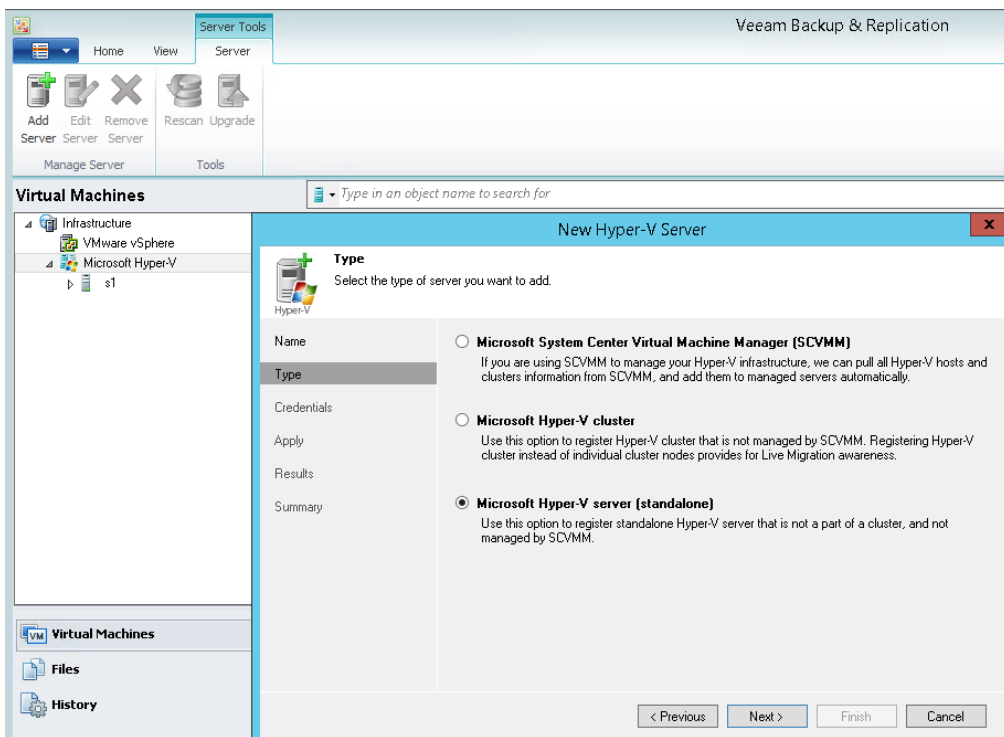 Server Tools
Veeam Backup & Replication
Home View Server
Add Server
Edit Server
Remove Server
Rescan Upgrade
Manage Server
Tools
Virtual Machines
Type in an object name to search for
Infrastructure
VMware vSphere
Microsoft Hyper-V
s1
New Hyper-V Server
x
Hyper-V
Type
Select the type of server you want to add.
Name
Type
Credentials
Apply
Results
Summary
Microsoft System Center Virtual Machine Manager (SCVMM)
If you are using SCVMM to manage your Hyper-V infrastructure, we can pull all Hyper-V hosts and
clusters information from SCVMM, and add them to managed servers automatically.
Microsoft Hyper-V cluster
Use this option to register Hyper-V cluster that is not managed by SCVMM. Registering Hyper-V
cluster instead of individual cluster nodes provides for Live Migration awareness.
Microsoft Hyper-V server (standalone)
Use this option to register standalone Hyper-V server that is not a part of a cluster, and not
managed by SCVMM.
VM Virtual Machines
Files
History
< Previous
Next >
Finish
Cancel